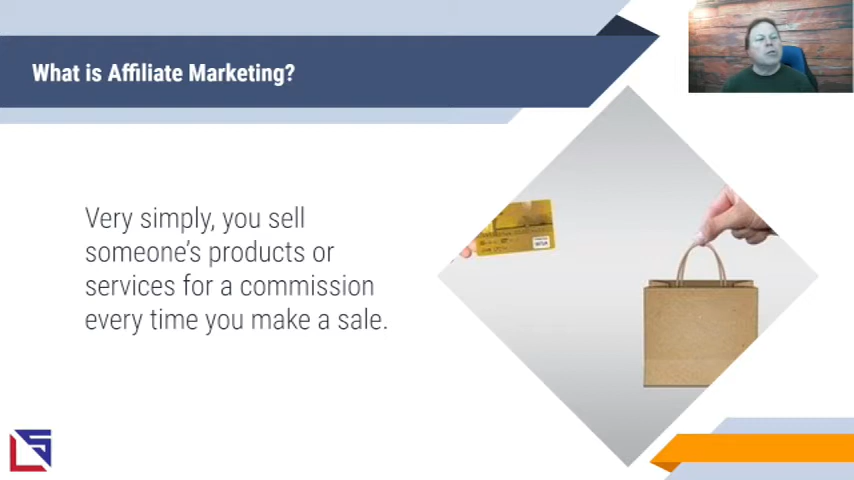 What is Affiliate Marketing?
Very simply, you sell
someone's products or
services for a commission
every time you make a sale.
VISA